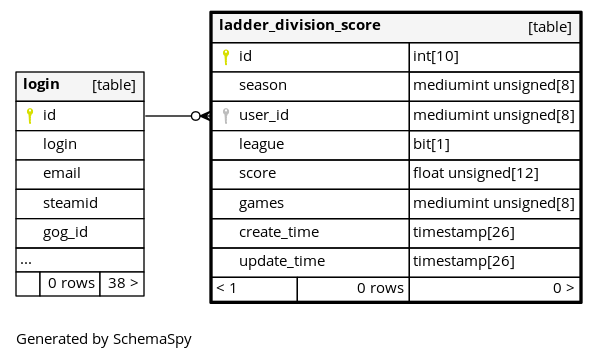 login [table]
id
login
email
steamid
gog_id
...
0 rows 38 >
ladder_division_score [table]
id int[10]
season mediumint unsigned[8]
user_id mediumint unsigned[8]
league bit[1]
score float unsigned[12]
games mediumint unsigned[8]
create_time timestamp[26]
update_time timestamp[26]
< 1 0 rows 0 >
Generated by SchemaSpy